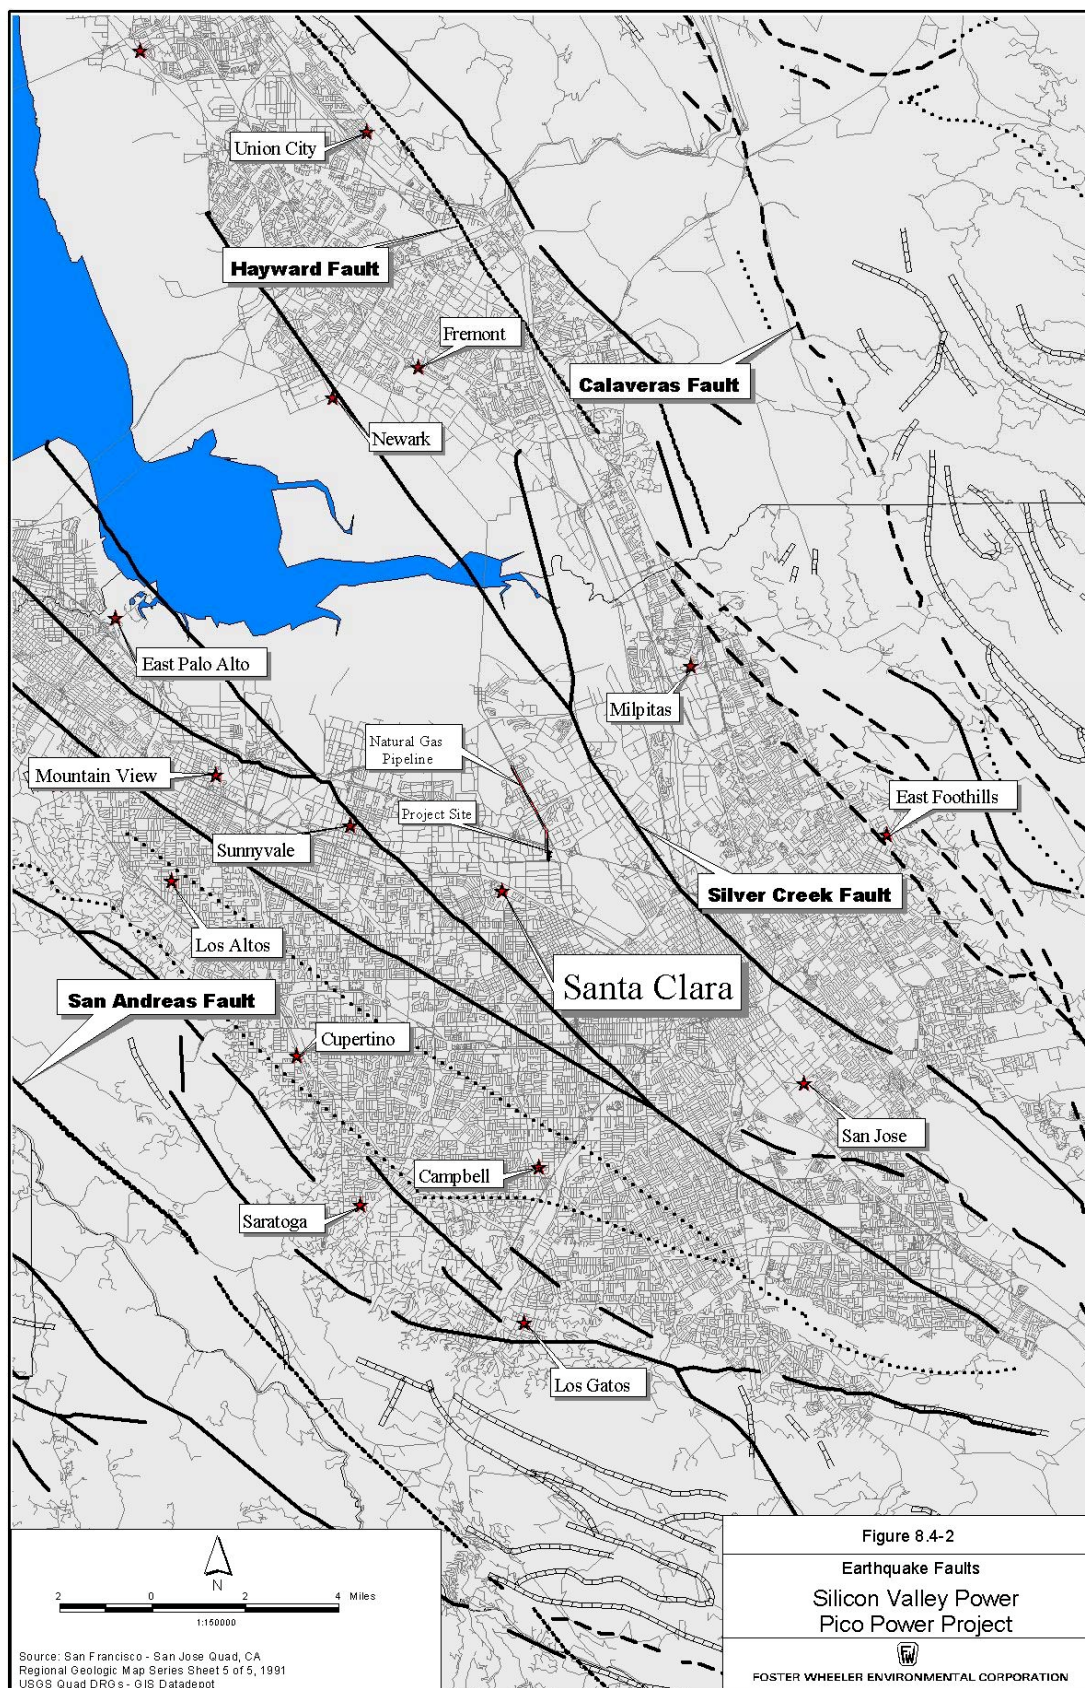 Union City
Hayward Fault
Fremont
Calaveras Fault
Newark
East Palo Alto
Milpitas
Natural Gas
Pipeline
Mountain View
East Foothills
Project Site
Sunnyvale
Silver Creek Fault
Los Altos
Santa Clara
San Andreas Fault
Cupertino
San Jose
Campbell
Saratoga
Los Gatos
N
2 0 2 4 Miles
1:150000
Source: San Francisco - San Jose Quad, CA
Regional Geologic Map Series Sheet 5 of 5, 1991
USGS Quad DRGs - GIS Datadepot
Figure 8.4-2
Earthquake Faults
Silicon Valley Power
Pico Power Project
FW
FOSTER WHEELER ENVIRONMENTAL CORPORATION